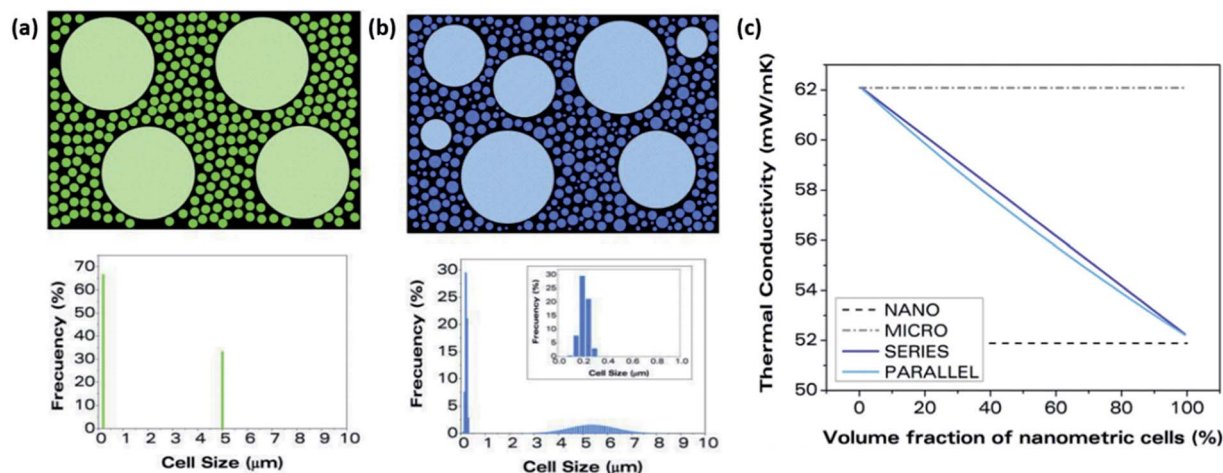 (a)
(b)
(c)
Frecuency (%)
70
60
50
40
30
20
10
0
0 1 2 3 4 5 6 7 8 9 10
Cell Size (μm)
Frecuency (%)
30
25
20
15
10
5
0
0 1 2 3 4 5 6 7 8 9 10
Cell Size (μm)
Frecuency (%)
30
25
20
15
10
5
0
0.0 0.2 0.4 0.6 0.8 1.0
Cell Size (μm)
Thermal Conductivity (mW/mK)
62
60
58
56
54
52
50
NANO
MICRO
SERIES
PARALLEL
0 20 40 60 80 100
Volume fraction of nanometric cells (%)